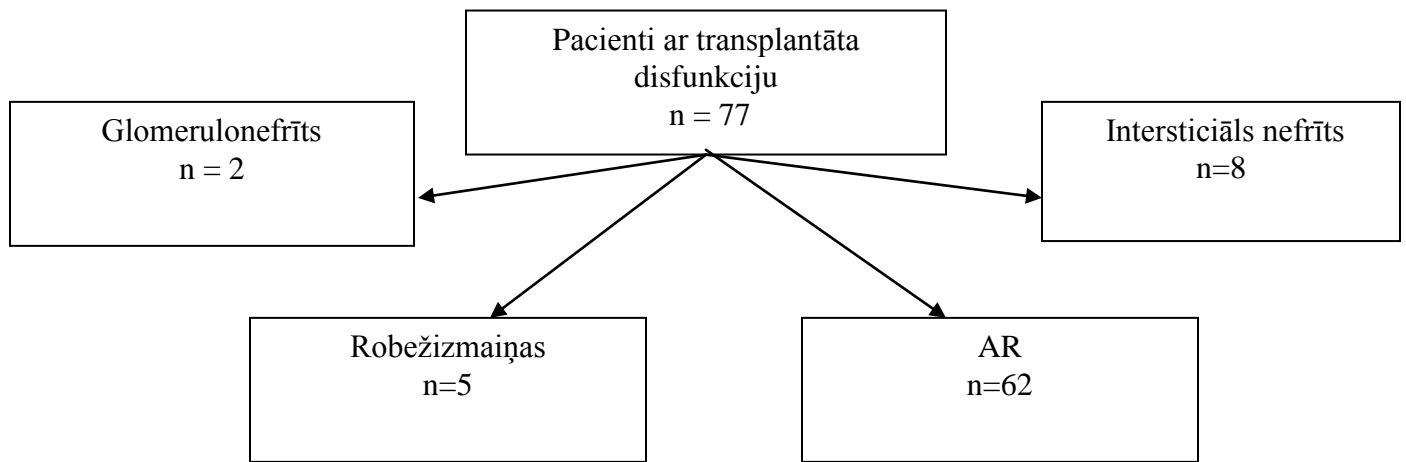 Pacienti ar transplantāta
disfunkciju
n = 77
Glomerulonefrīts
n = 2
Intersticiāls nefrīts
n=8
Robežizmaiņas
n=5
AR
n=62